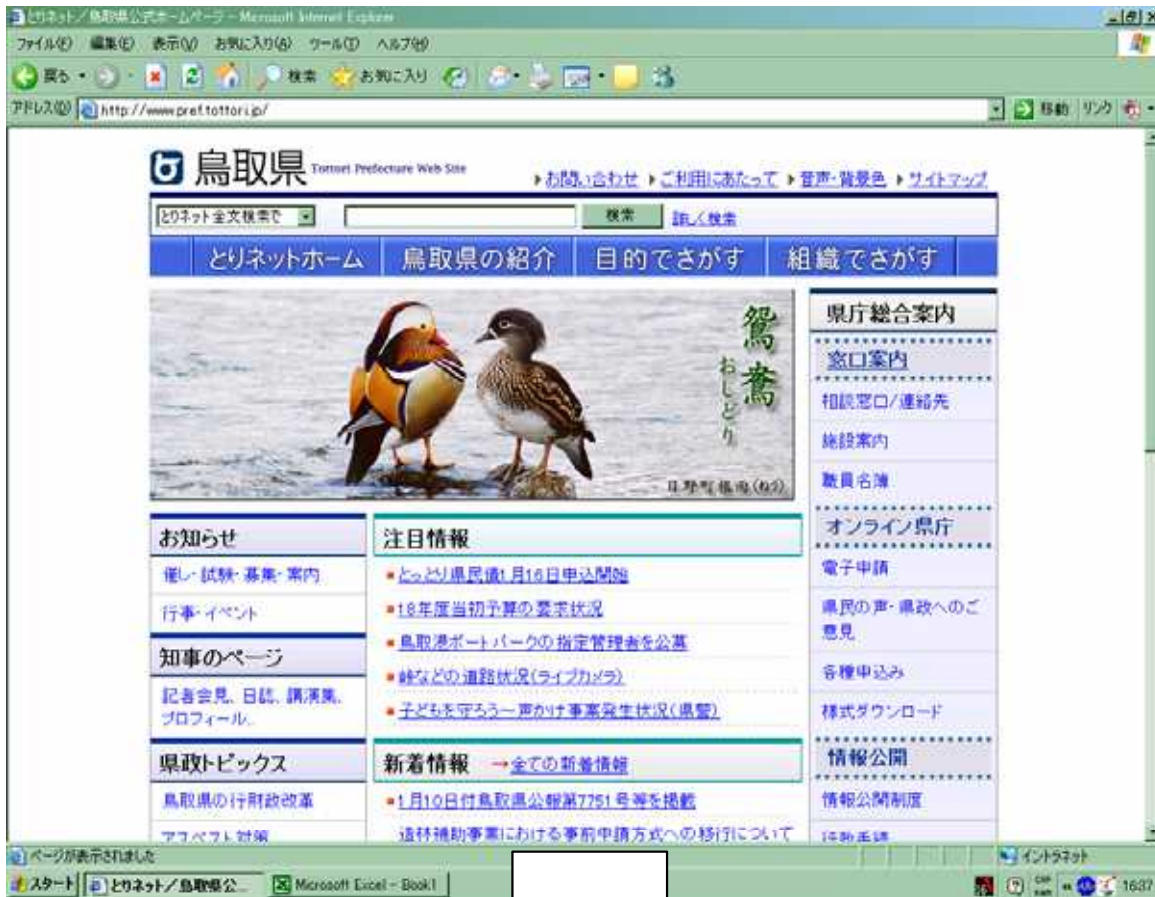 とりネット／鳥取県公式ホームページ - Microsoft Internet Explorer
ファイル(F) 編集(E) 表示(V) お気に入り(A) ツール(T) ヘルプ(H)
戻る 検索 お気に入り
アドレス(D) http://www.pref.tottori.jp/ 移動 リンク
鳥取県 Tottori Prefecture Web Site
お問い合わせ ご利用にあたって 音声・背景色 サイトマップ
とりネット全文検索で 検索 詳しく検索
とりネットホーム 鳥取県の紹介 目的でさがす 組織でさがす
鴛鴦
おしどり
日野町根雨(ねう)
お知らせ
催し・試験・募集・案内
行事・イベント
知事のページ
記者会見、日誌、講演集、
プロフィール..
県政トピックス
鳥取県の行財政改革
アスベスト対策
注目情報
とっとり県民債1月16日申込開始
18年度当初予算の要求状況
鳥取港ボートパークの指定管理者を公募
峠などの道路状況(ライブカメラ)
子どもを守ろう～声かけ事案発生状況(県警)
新着情報 →全ての新着情報
1月10日付鳥取県公報第7751号等を掲載
造林補助事業における事前申請方式への移行について
県庁総合案内
窓口案内
相談窓口/連絡先
施設案内
職員名簿
オンライン県庁
電子申請
県民の声・県政へのご
意見
各種申込み
様式ダウンロード
情報公開
情報公開制度
行政手続
ページが表示されました イントラネット
スタート とりネット／鳥取県公... Microsoft Excel - Book1 16:37